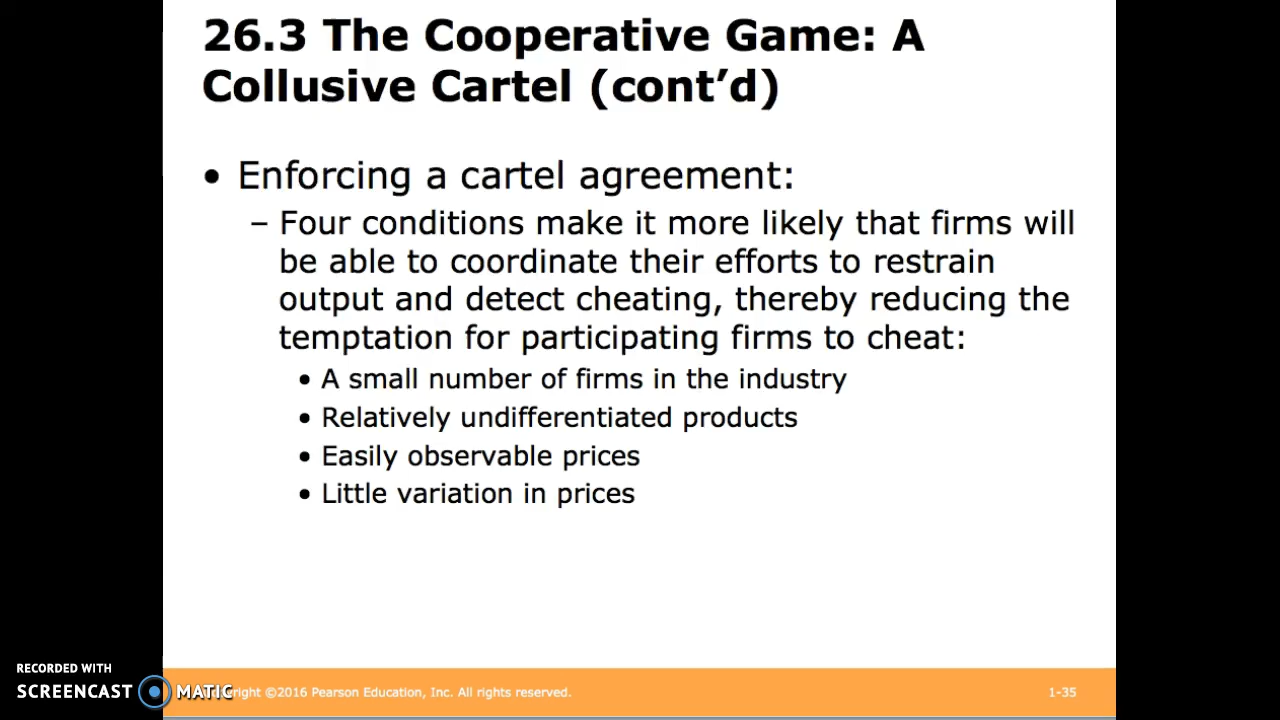 26.3 The Cooperative Game: A
Collusive Cartel (cont’d)
• Enforcing a cartel agreement:
– Four conditions make it more likely that firms will
be able to coordinate their efforts to restrain
output and detect cheating, thereby reducing the
temptation for participating firms to cheat:
• A small number of firms in the industry
• Relatively undifferentiated products
• Easily observable prices
• Little variation in prices
RECORDED WITH
SCREENCAST MATIC
right ©2016 Pearson Education, Inc. All rights reserved.
1-35